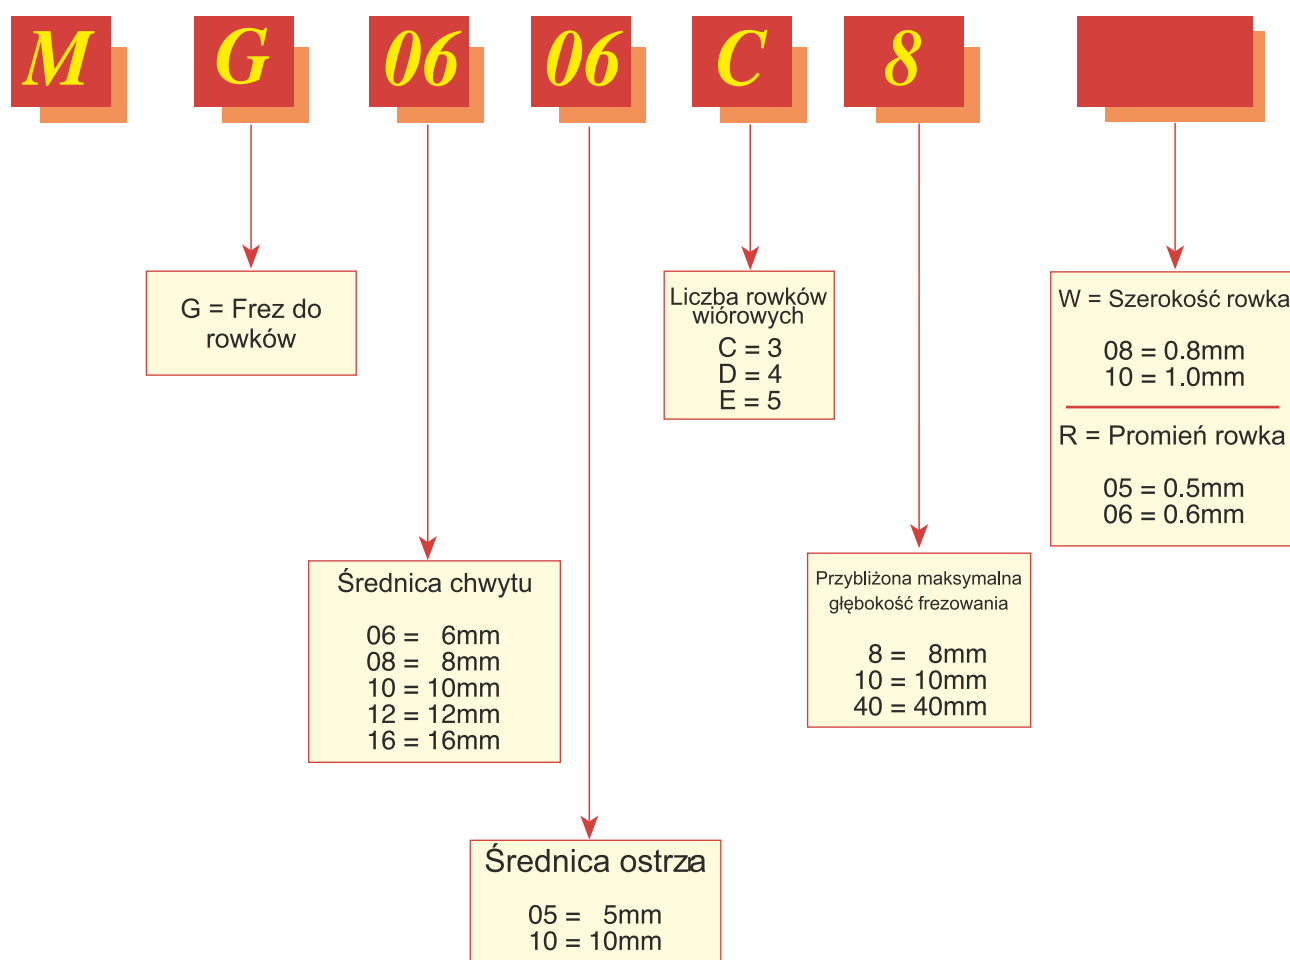 M G 06 06 C 8
G = Frez do
rowków
Średnica chwytu
06 = 6mm
08 = 8mm
10 = 10mm
12 = 12mm
16 = 16mm
Średnica ostrza
05 = 5mm
10 = 10mm
Liczba rowków
wiórowych
C = 3
D = 4
E = 5
Przybliżona maksymalna
głębokość frezowania
8 = 8mm
10 = 10mm
40 = 40mm
W = Szerokość rowka
08 = 0.8mm
10 = 1.0mm
R = Promień rowka
05 = 0.5mm
06 = 0.6mm